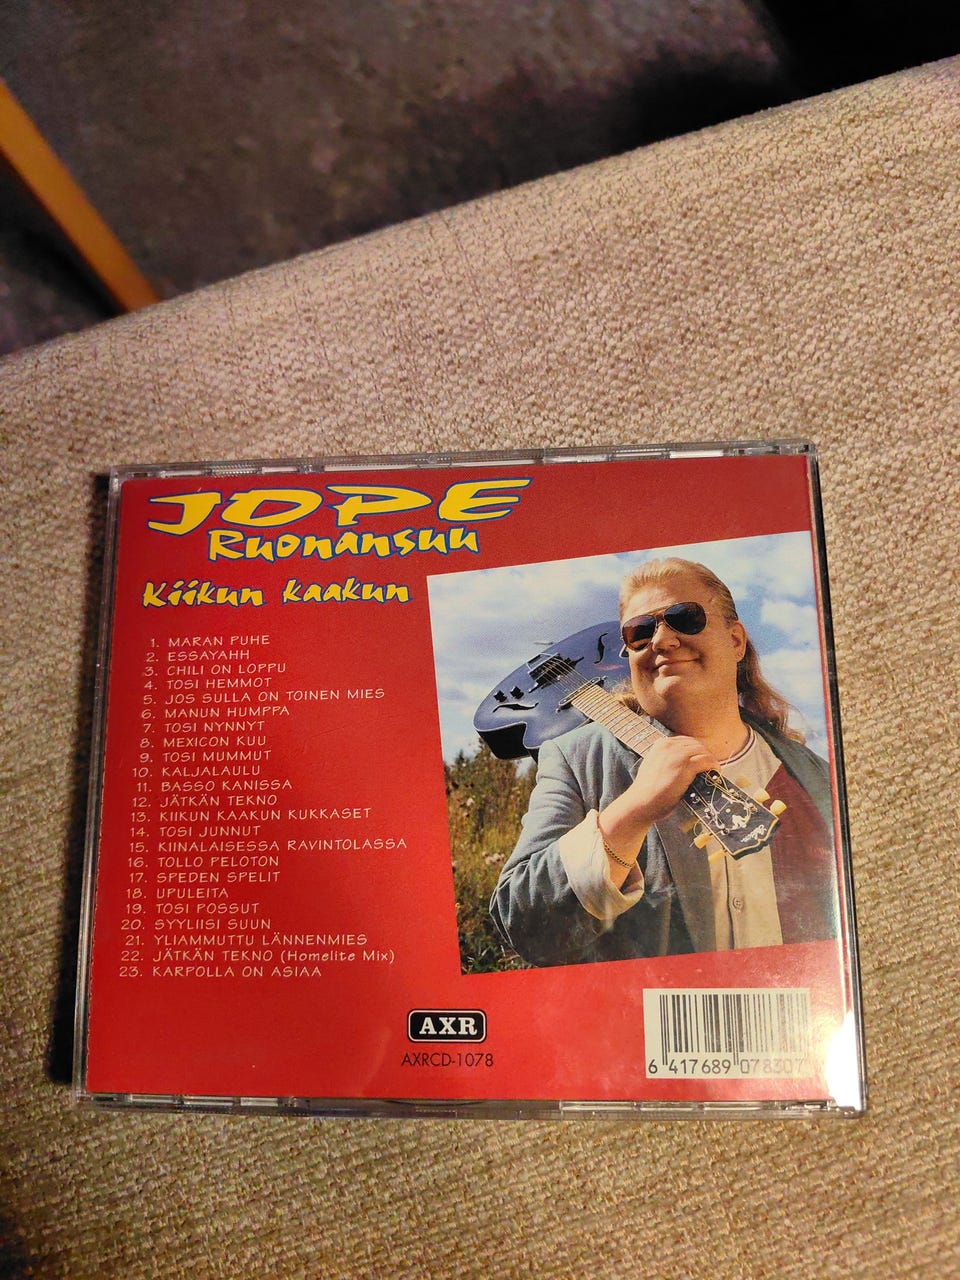 JOPE
Ruonansuu
Kiikun kaakun
1. MARAN PUHE
2. ESSAYAHH
3. CHILI ON LOPPU
4. TOSI HEMMOT
5. JOS SULLA ON TOINEN MIES
6. MANUN HUMPPA
7. TOSI NYNNYT
8. MEXICON KUU
9. TOSI MUMMUT
10. KALJALAULU
11. BASSO KANISSA
12. JÄTKÄN TEKNO
13. KIIKUN KAAKUN KUKKASET
14. TOSI JUNNUT
15. KIINALAISESSA RAVINTOLASSA
16. TOLLO PELOTON
17. SPEDEN SPELIT
18. UPULEITA
19. TOSI POSSUT
20. SYYLIISI SUUN
21. YLIAMMUTTU LÄNNENMIES
22. JÄTKÄN TEKNO (Homelite Mix)
23. KARPOLLA ON ASIAA
AXR
AXRCD-1078
6 417689 078307